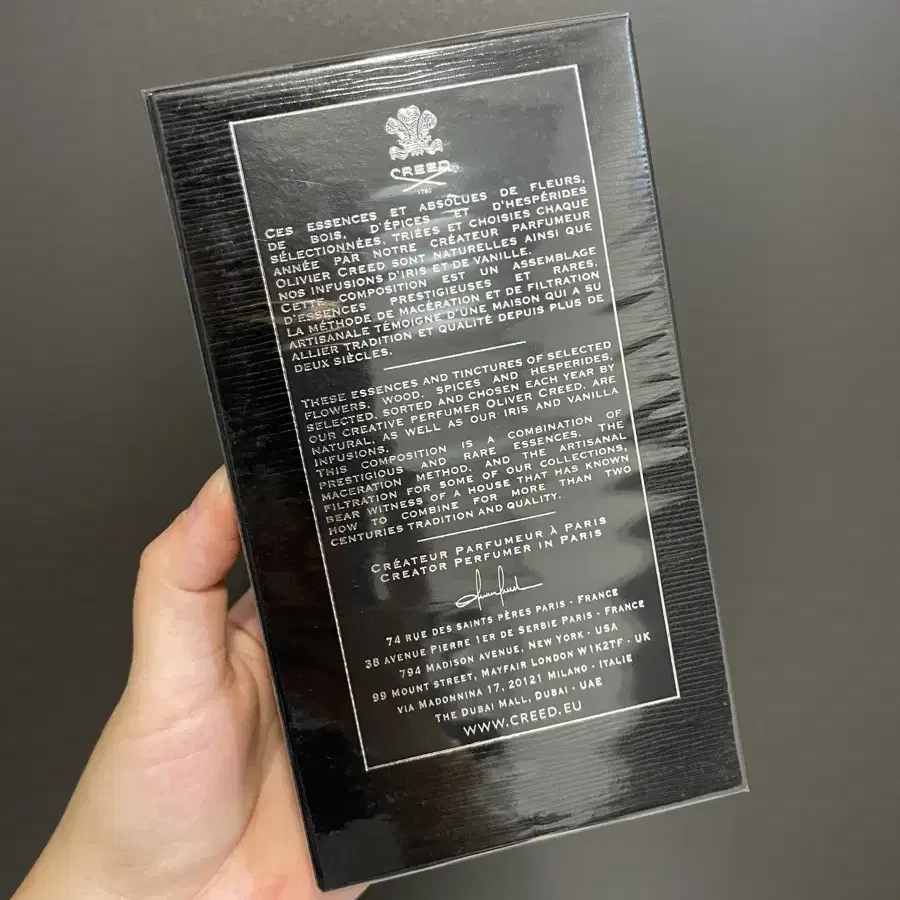 CREED
1760
CES ESSENCES ET ABSOLUES DE FLEURS,
DE BOIS, D'ÉPICES ET D'HESPÉRIDES
SÉLECTIONNÉES, TRIÉES ET CHOISIES CHAQUE
ANNÉE PAR NOTRE CRÉATEUR PARFUMEUR
OLIVIER CREED SONT NATURELLES AINSI QUE
NOS INFUSIONS D'IRIS ET DE VANILLE.
CETTE COMPOSITION EST UN ASSEMBLAGE
D'ESSENCES PRESTIGIEUSES ET RARES.
LA MÉTHODE DE MACÉRATION ET DE FILTRATION
ARTISANALE TÉMOIGNE D'UNE MAISON QUI A SU
ALLIER TRADITION ET QUALITÉ DEPUIS PLUS DE
DEUX SIÈCLES.
THESE ESSENCES AND TINCTURES OF SELECTED
FLOWERS, WOOD, SPICES AND HESPERIDES,
SELECTED, SORTED AND CHOSEN EACH YEAR BY
OUR CREATIVE PERFUMER OLIVER CREED, ARE
NATURAL, AS WELL AS OUR IRIS AND VANILLA
INFUSIONS.
THIS COMPOSITION IS A COMBINATION OF
PRESTIGIOUS AND RARE ESSENCES. THE
MACERATION METHOD, AND THE ARTISANAL
FILTRATION FOR SOME OF OUR COLLECTIONS,
BEAR WITNESS OF A HOUSE THAT HAS KNOWN
HOW TO COMBINE FOR MORE THAN TWO
CENTURIES TRADITION AND QUALITY.
CRÉATEUR PARFUMEUR À PARIS
CREATOR PERFUMER IN PARIS
74 RUE DES SAINTS PÈRES PARIS - FRANCE
38 AVENUE PIERRE 1ER DE SERBIE PARIS - FRANCE
794 MADISON AVENUE, NEW YORK - USA
99 MOUNT STREET, MAYFAIR LONDON W1K2TF - UK
VIA MADONNINA 17, 20121 MILANO - ITALIE
THE DUBAI MALL, DUBAI - UAE
WWW.CREED.EU